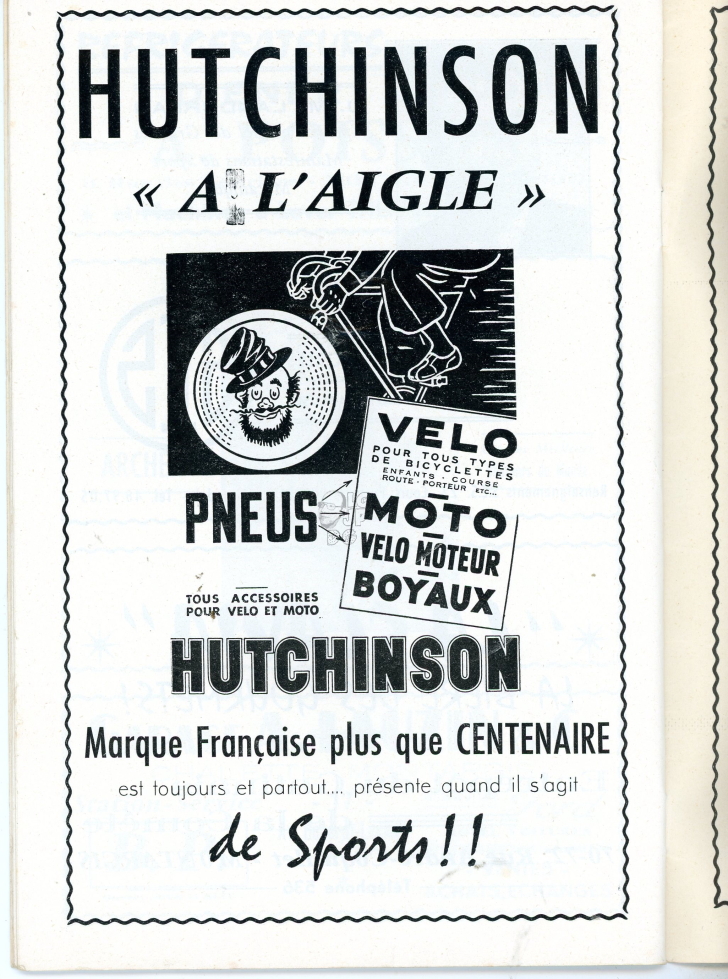 HUTCHINSON
« A L'AIGLE »
VELO
POUR TOUS TYPES
DE BICYCLETTES
ENFANTS - COURSE
ROUTE - PORTEUR ETC...
MOTO
VELO MOTEUR
BOYAUX
PNEUS
TOUS ACCESSOIRES
POUR VELO ET MOTO
HUTCHINSON
Marque Française plus que CENTENAIRE
est toujours et partout.... présente quand il s'agit
de Sports!!